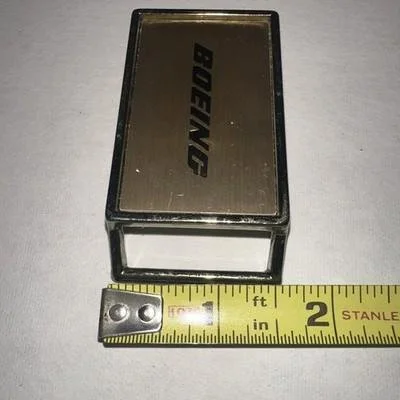 BOEING
1 ft 2 STANLE
in